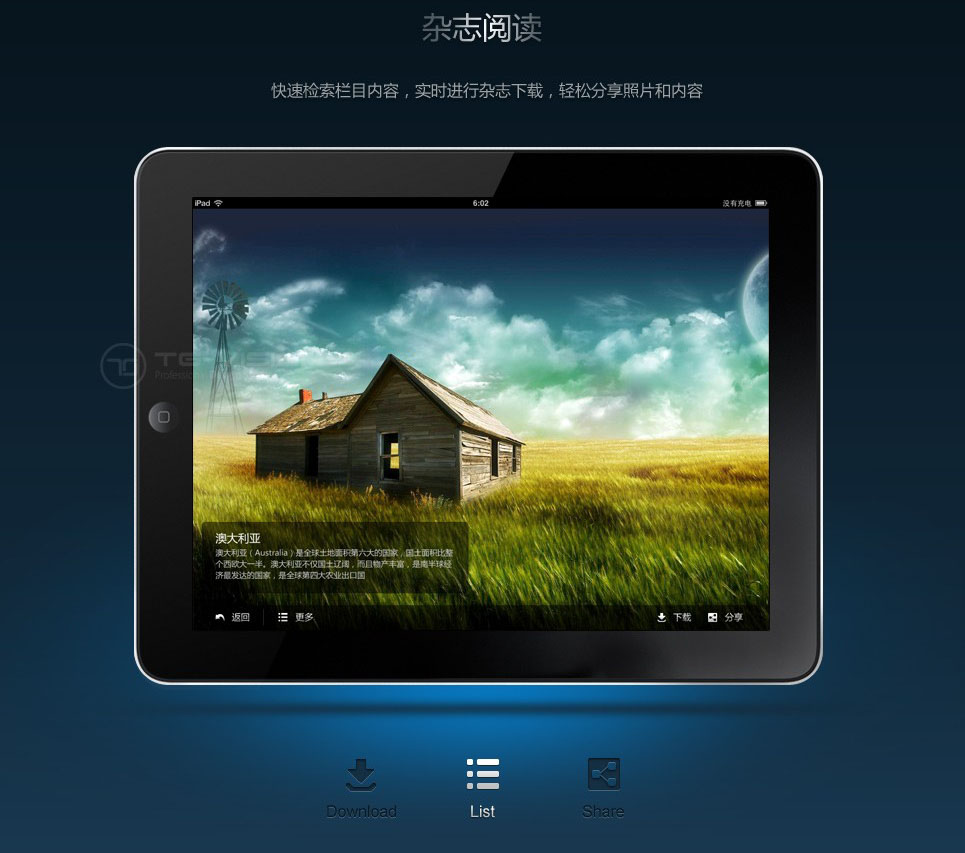 杂志阅读
快速检索栏目内容，实时进行杂志下载，轻松分享照片和内容
iPad 6:02 没有充电
澳大利亚
澳大利亚（Australia）是全球土地面积第六大的国家，国土面积比整
个西欧大一半。澳大利亚不仅国土辽阔，而且物产丰富，是南半球经
济最发达的国家，是全球第四大农业出口国
返回 更多 下载 分享
Download List Share